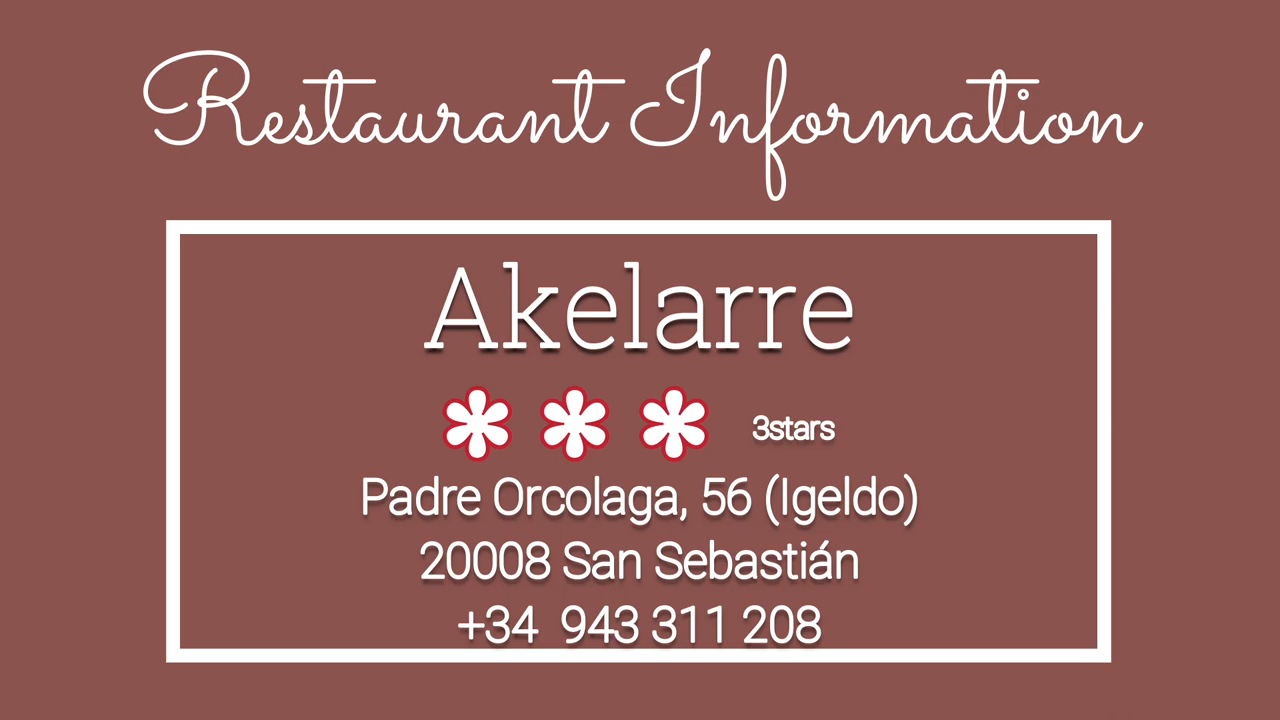 Restaurant Information
Akelarre
3stars
Padre Orcolaga, 56 (Igeldo)
20008 San Sebastián
+34 943 311 208